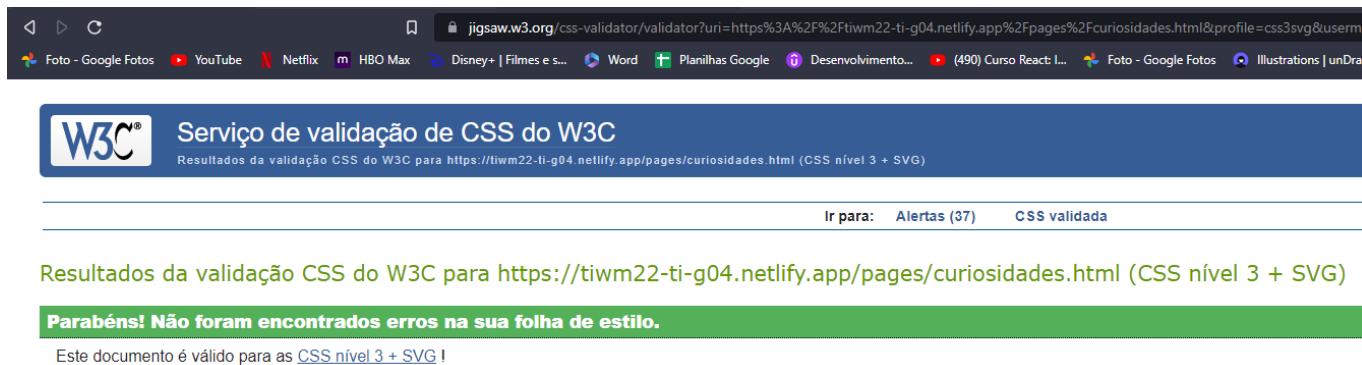 jigsaw.w3.org/css-validator/validator?uri=https%3A%2F%2Ftiwm22-ti-g04.netlify.app%2Fpages%2Fcuriosidades.html&profile=css3svg&userm
Foto - Google Fotos YouTube Netflix HBO Max Disney+ | Filmes e s... Word Planilhas Google Desenvolvimento... (490) Curso React: I... Foto - Google Fotos Illustrations | unDra
W3C® Serviço de validação de CSS do W3C
Resultados da validação CSS do W3C para https://tiwm22-ti-g04.netlify.app/pages/curiosidades.html (CSS nível 3 + SVG)
Ir para: Alertas (37) CSS validada
Resultados da validação CSS do W3C para https://tiwm22-ti-g04.netlify.app/pages/curiosidades.html (CSS nível 3 + SVG)
Parabéns! Não foram encontrados erros na sua folha de estilo.
Este documento é válido para as CSS nível 3 + SVG !